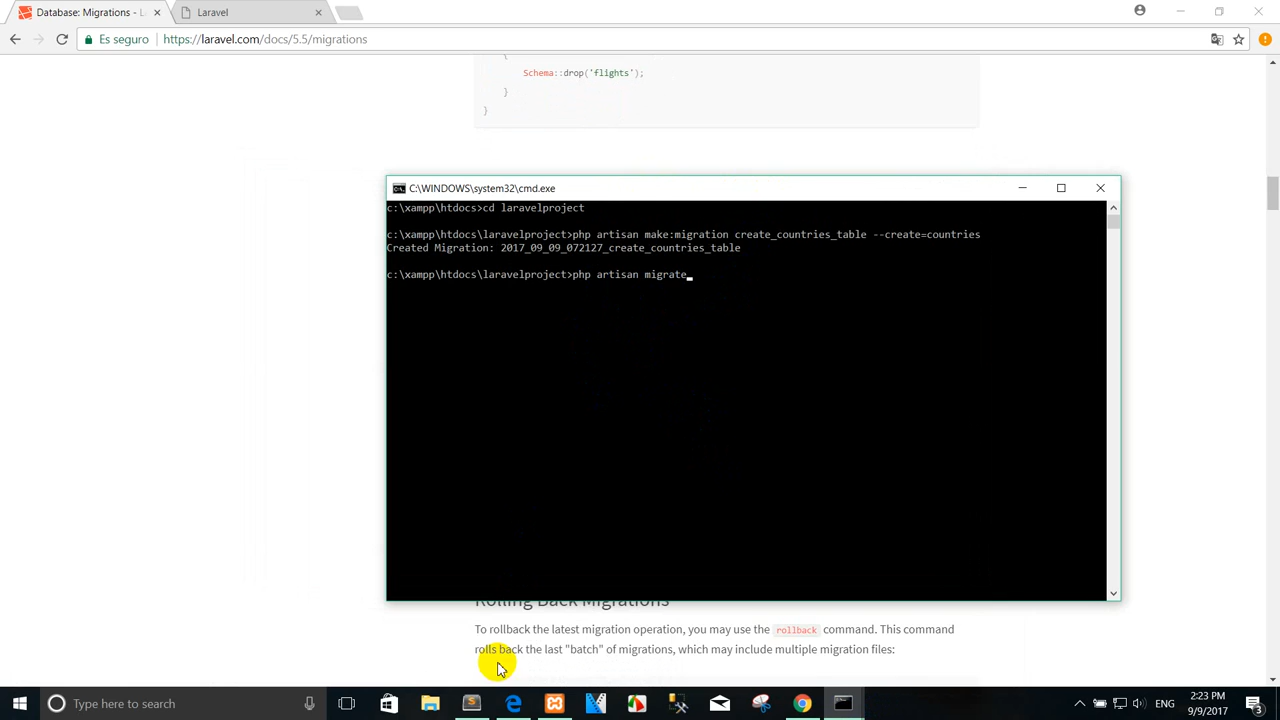 Database: Migrations - L
Laravel
Es seguro
https://laravel.com/docs/5.5/migrations
{
Schema::drop('flights');
}
}
C:\WINDOWS\system32\cmd.exe
c:\xampp\htdocs>cd laravelproject
c:\xampp\htdocs\laravelproject>php artisan make:migration create_countries_table --create=countries
Created Migration: 2017_09_09_072127_create_countries_table
c:\xampp\htdocs\laravelproject>php artisan migrate_
Rolling Back Migrations
To rollback the latest migration operation, you may use the rollback command. This command
rolls back the last "batch" of migrations, which may include multiple migration files:
Type here to search
ENG
2:23 PM
9/9/2017
3